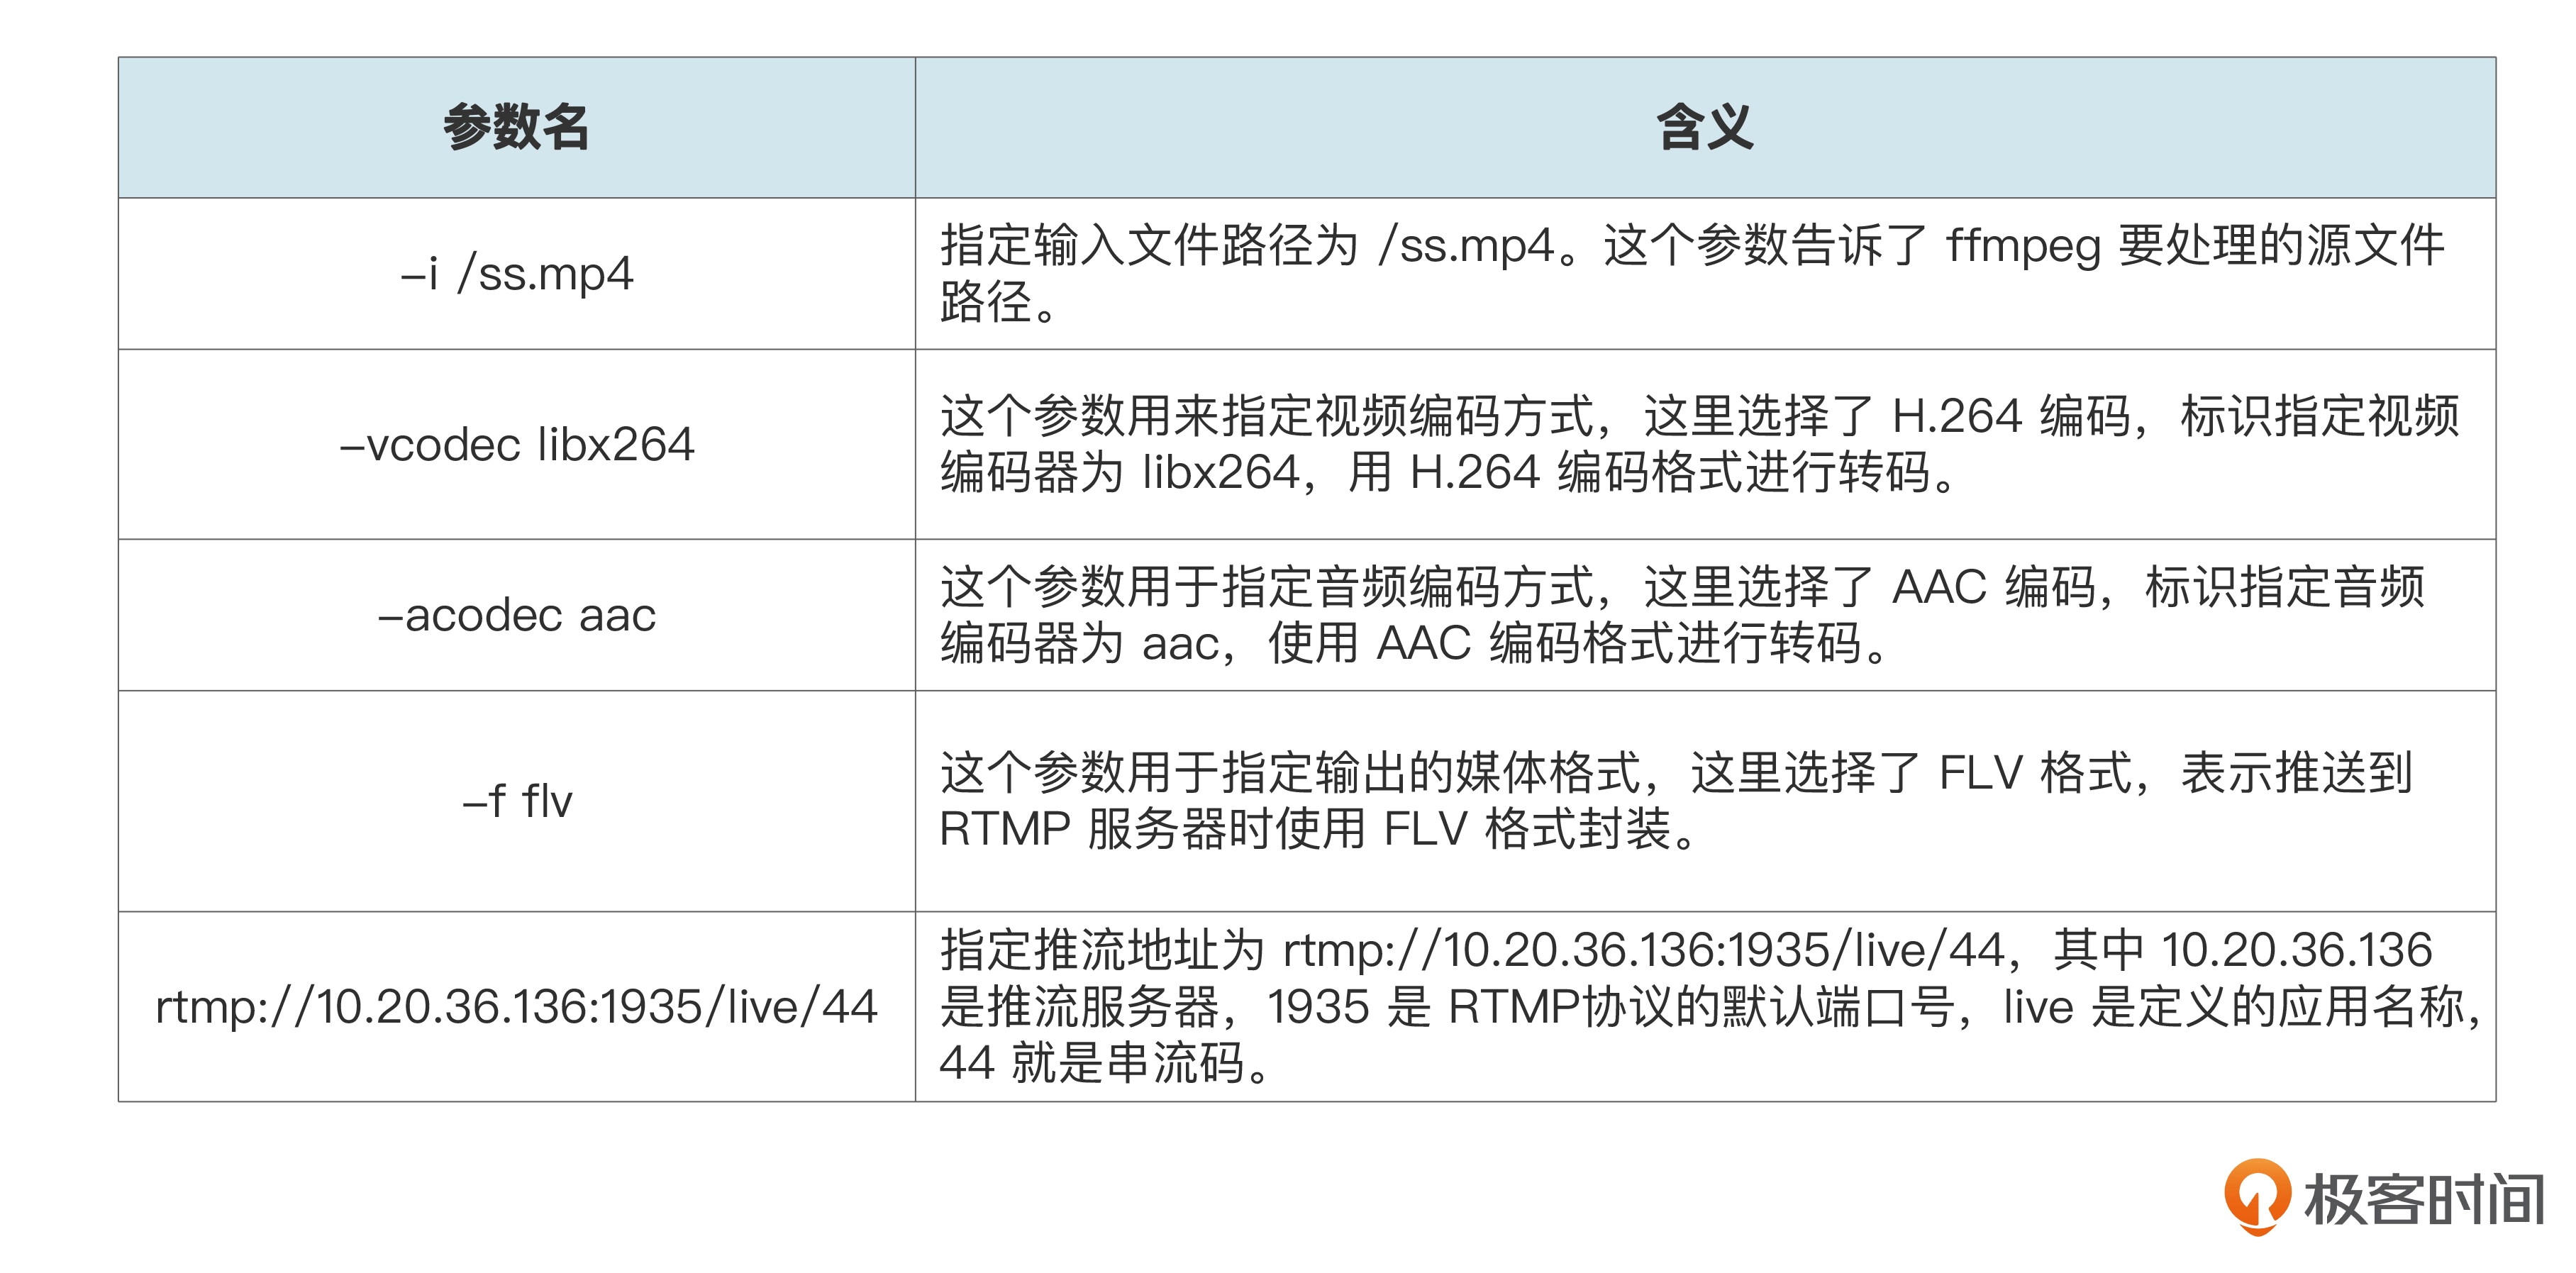 参数名
含义
-i /ss.mp4
指定输入文件路径为 /ss.mp4。这个参数告诉了 ffmpeg 要处理的源文件
路径。
-vcodec libx264
这个参数用来指定视频编码方式，这里选择了 H.264 编码，标识指定视频
编码器为 libx264，用 H.264 编码格式进行转码。
-acodec aac
这个参数用于指定音频编码方式，这里选择了 AAC 编码，标识指定音频
编码器为 aac，使用 AAC 编码格式进行转码。
-f flv
这个参数用于指定输出的媒体格式，这里选择了 FLV 格式，表示推送到
RTMP 服务器时使用 FLV 格式封装。
rtmp://10.20.36.136:1935/live/44
指定推流地址为 rtmp://10.20.36.136:1935/live/44，其中 10.20.36.136
是推流服务器，1935 是 RTMP协议的默认端口号，live 是定义的应用名称，
44 就是串流码。
极客时间